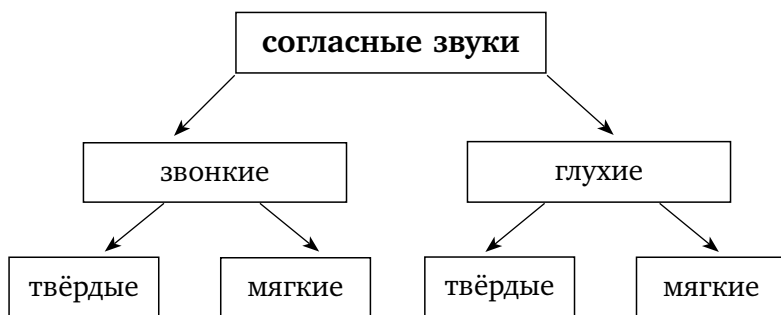 согласные звуки
звонкие
глухие
твёрдые
мягкие
твёрдые
мягкие